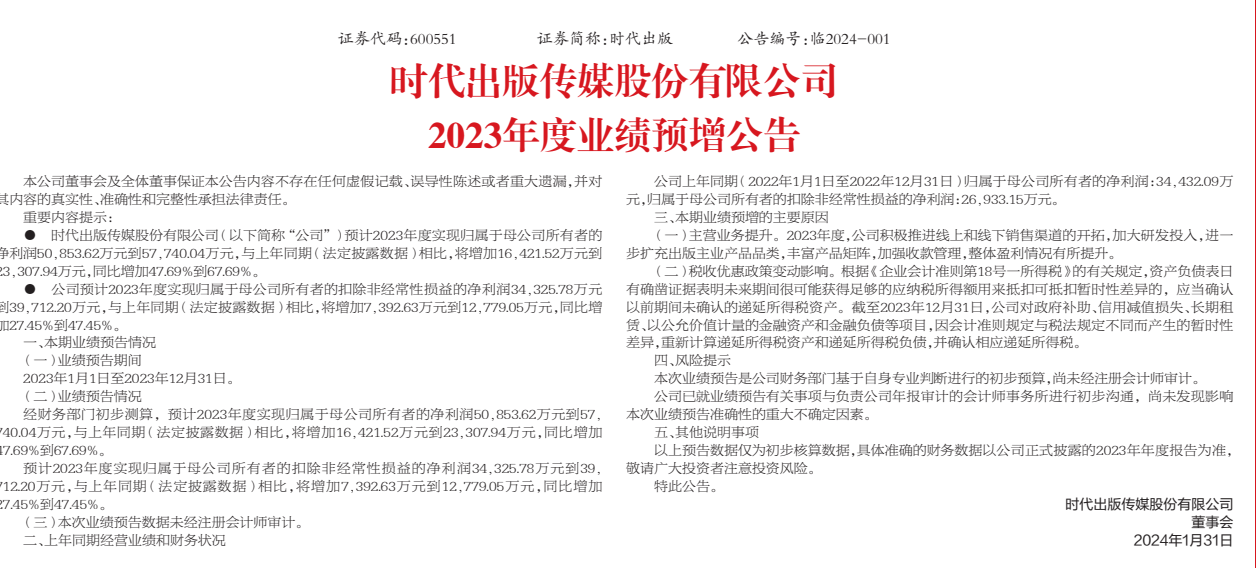 证券代码:600551 证券简称:时代出版 公告编号:临2024-001
时代出版传媒股份有限公司
2023年度业绩预增公告
本公司董事会及全体董事保证本公告内容不存在任何虚假记载、误导性陈述或者重大遗漏,并对
其内容的真实性、准确性和完整性承担法律责任。
重要内容提示:
● 时代出版传媒股份有限公司(以下简称“公司”)预计2023年度实现归属于母公司所有者的
净利润50,853.62万元到57,740.04万元,与上年同期(法定披露数据)相比,将增加16,421.52万元到
23,307.94万元,同比增加47.69%到67.69%。
● 公司预计2023年度实现归属于母公司所有者的扣除非经常性损益的净利润34,325.78万元
到39,712.20万元,与上年同期(法定披露数据)相比,将增加7,392.63万元到12,779.05万元,同比增
加27.45%到47.45%。
一、本期业绩预告情况
(一)业绩预告期间
2023年1月1日至2023年12月31日。
(二)业绩预告情况
经财务部门初步测算,预计2023年度实现归属于母公司所有者的净利润50,853.62万元到57,
740.04万元,与上年同期(法定披露数据)相比,将增加16,421.52万元到23,307.94万元,同比增加
47.69%到67.69%。
预计2023年度实现归属于母公司所有者的扣除非经常性损益的净利润34,325.78万元到39,
712.20万元,与上年同期(法定披露数据)相比,将增加7,392.63万元到12,779.05万元,同比增加
27.45%到47.45%。
(三)本次业绩预告数据未经注册会计师审计。
二、上年同期经营业绩和财务状况
公司上年同期(2022年1月1日至2022年12月31日)归属于母公司所有者的净利润:34,432.09万
元,归属于母公司所有者的扣除非经常性损益的净利润:26,933.15万元。
三、本期业绩预增的主要原因
(一)主营业务提升。2023年度,公司积极推进线上和线下销售渠道的开拓,加大研发投入,进一
步扩充出版主业产品品类,丰富产品矩阵,加强收款管理,整体盈利情况有所提升。
(二)税收优惠政策变动影响。根据《企业会计准则第18号—所得税》的有关规定,资产负债表日
有确凿证据表明未来期间很可能获得足够的应纳税所得额用来抵扣可抵扣暂时性差异的,应当确认
以前期间未确认的递延所得税资产。截至2023年12月31日,公司对政府补助、信用减值损失、长期租
赁、以公允价值计量的金融资产和金融负债等项目,因会计准则规定与税法规定不同而产生的暂时性
差异,重新计算递延所得税资产和递延所得税负债,并确认相应递延所得税。
四、风险提示
本次业绩预告是公司财务部门基于自身专业判断进行的初步预算,尚未经注册会计师审计。
公司已就业绩预告有关事项与负责公司年报审计的会计师事务所进行初步沟通,尚未发现影响
本次业绩预告准确性的重大不确定因素。
五、其他说明事项
以上预告数据仅为初步核算数据,具体准确的财务数据以公司正式披露的2023年年度报告为准,
敬请广大投资者注意投资风险。
特此公告。
时代出版传媒股份有限公司
董事会
2024年1月31日